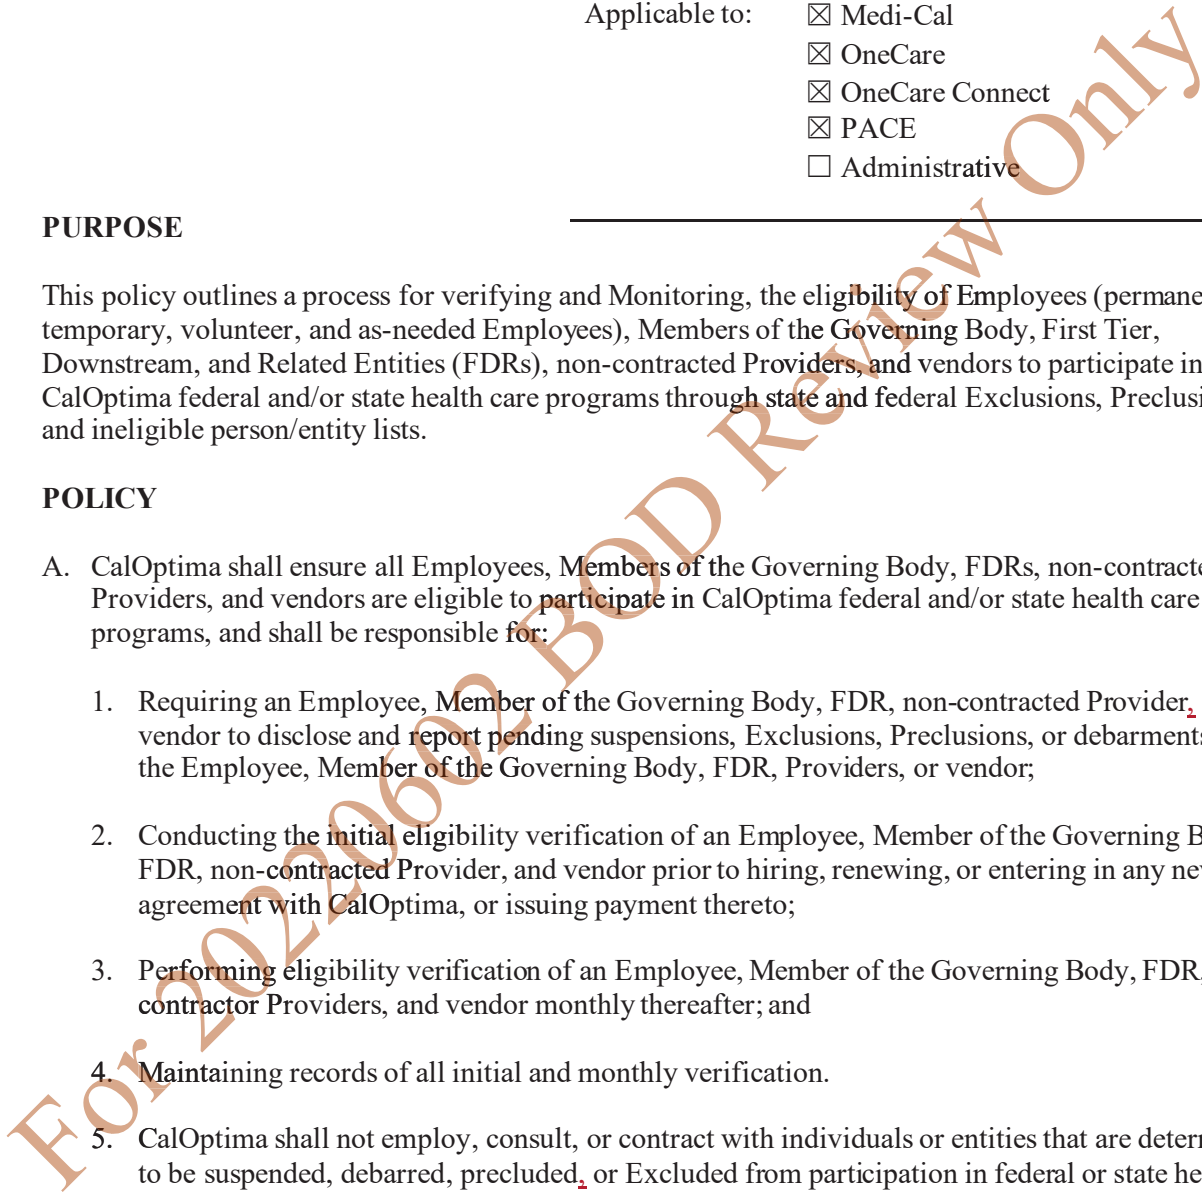 Applicable to: ☒ Medi-Cal
☒ OneCare
☒ OneCare Connect
☒ PACE
☐ Administrative
PURPOSE
This policy outlines a process for verifying and Monitoring, the eligibility of Employees (permane
temporary, volunteer, and as-needed Employees), Members of the Governing Body, First Tier,
Downstream, and Related Entities (FDRs), non-contracted Providers, and vendors to participate in
CalOptima federal and/or state health care programs through state and federal Exclusions, Preclusi
and ineligible person/entity lists.
POLICY
A. CalOptima shall ensure all Employees, Members of the Governing Body, FDRs, non-contracte
Providers, and vendors are eligible to participate in CalOptima federal and/or state health care
programs, and shall be responsible for:
1. Requiring an Employee, Member of the Governing Body, FDR, non-contracted Provider,
vendor to disclose and report pending suspensions, Exclusions, Preclusions, or debarments
the Employee, Member of the Governing Body, FDR, Providers, or vendor;
2. Conducting the initial eligibility verification of an Employee, Member of the Governing B
FDR, non-contracted Provider, and vendor prior to hiring, renewing, or entering in any ne
agreement with CalOptima, or issuing payment thereto;
3. Performing eligibility verification of an Employee, Member of the Governing Body, FDR,
contractor Providers, and vendor monthly thereafter; and
4. Maintaining records of all initial and monthly verification.
5. CalOptima shall not employ, consult, or contract with individuals or entities that are deter
to be suspended, debarred, precluded, or Excluded from participation in federal or state he
For 20220602 BOD Review Only